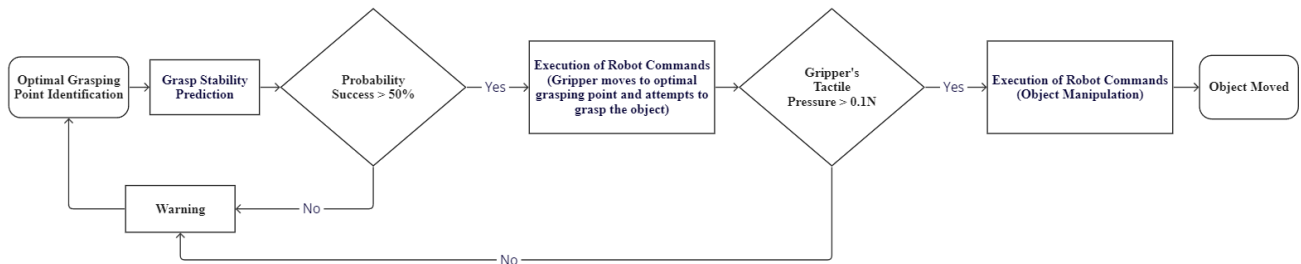 Optimal Grasping
Point Identification
Grasp Stability
Prediction
Probability
Success > 50%
Yes
Execution of Robot Commands
(Gripper moves to optimal
grasping point and attempts to
grasp the object)
Gripper's
Tactile
Pressure > 0.1N
Yes
Execution of Robot Commands
(Object Manipulation)
Object Moved
Warning
No
No